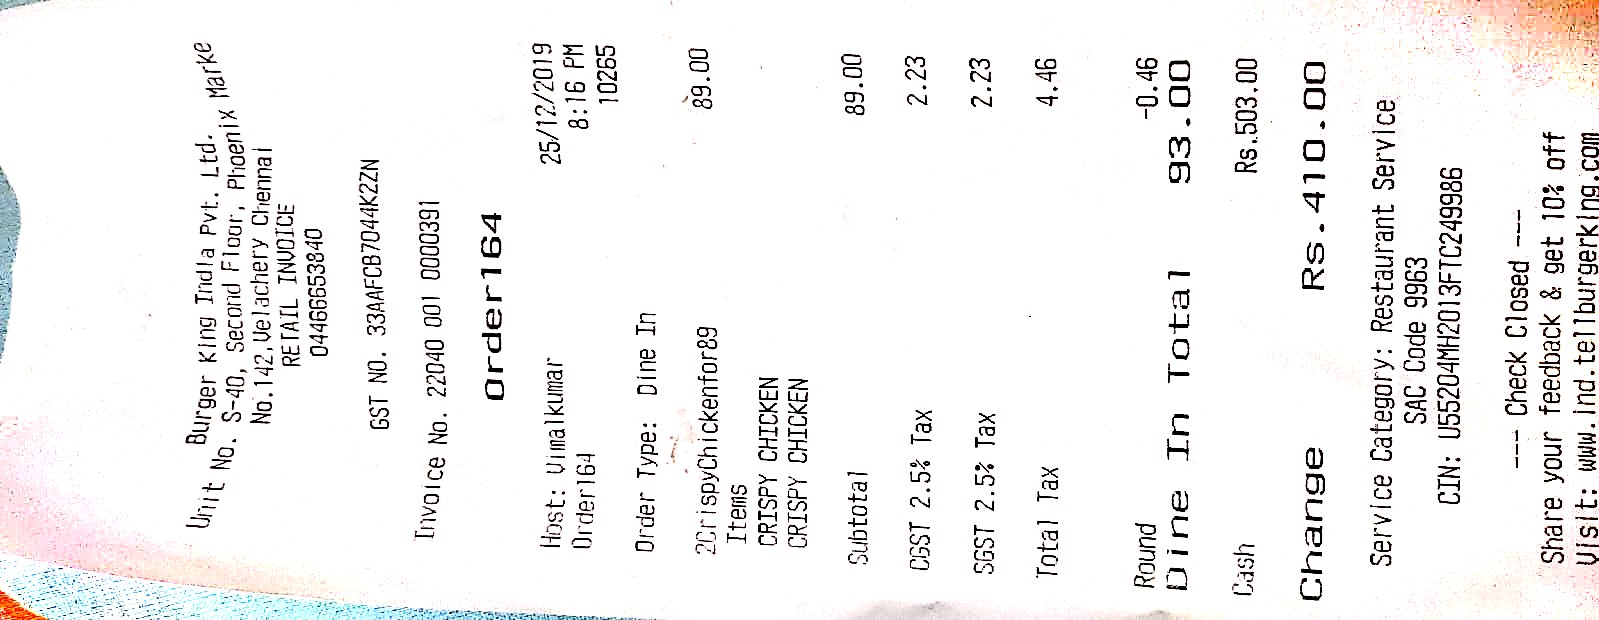 Burger King India Pvt. Ltd.
Unit No. S-40, Second Flour, Phoenix Marke
No.142,Velachery Chennai
RETAIL INVOICE
04466653840
GST NO. 33AAFCB7044K2ZN
Invoice No. 22040 001 0000391
Order164
Host: Vimalkumar 25/12/2019
Order164 8:16 PM
10265
Order Type: Dine In
2CrispyChickenfor89 89.00
Items
CRISPY CHICKEN
CRISPY CHICKEN
Subtotal 89.00
CGST 2.5% Tax 2.23
SGST 2.5% Tax 2.23
Total Tax 4.46
Round -0.46
Dine In Total 93.00
Cash Rs.503.00
Change Rs.410.00
Service Category: Restaurant Service
SAC Code 9963
CIN: U55204MH2013FTC249986
--- Check Closed ---
Share your feedback & get 10% off
Visit: www.ind.tellburgerking.com